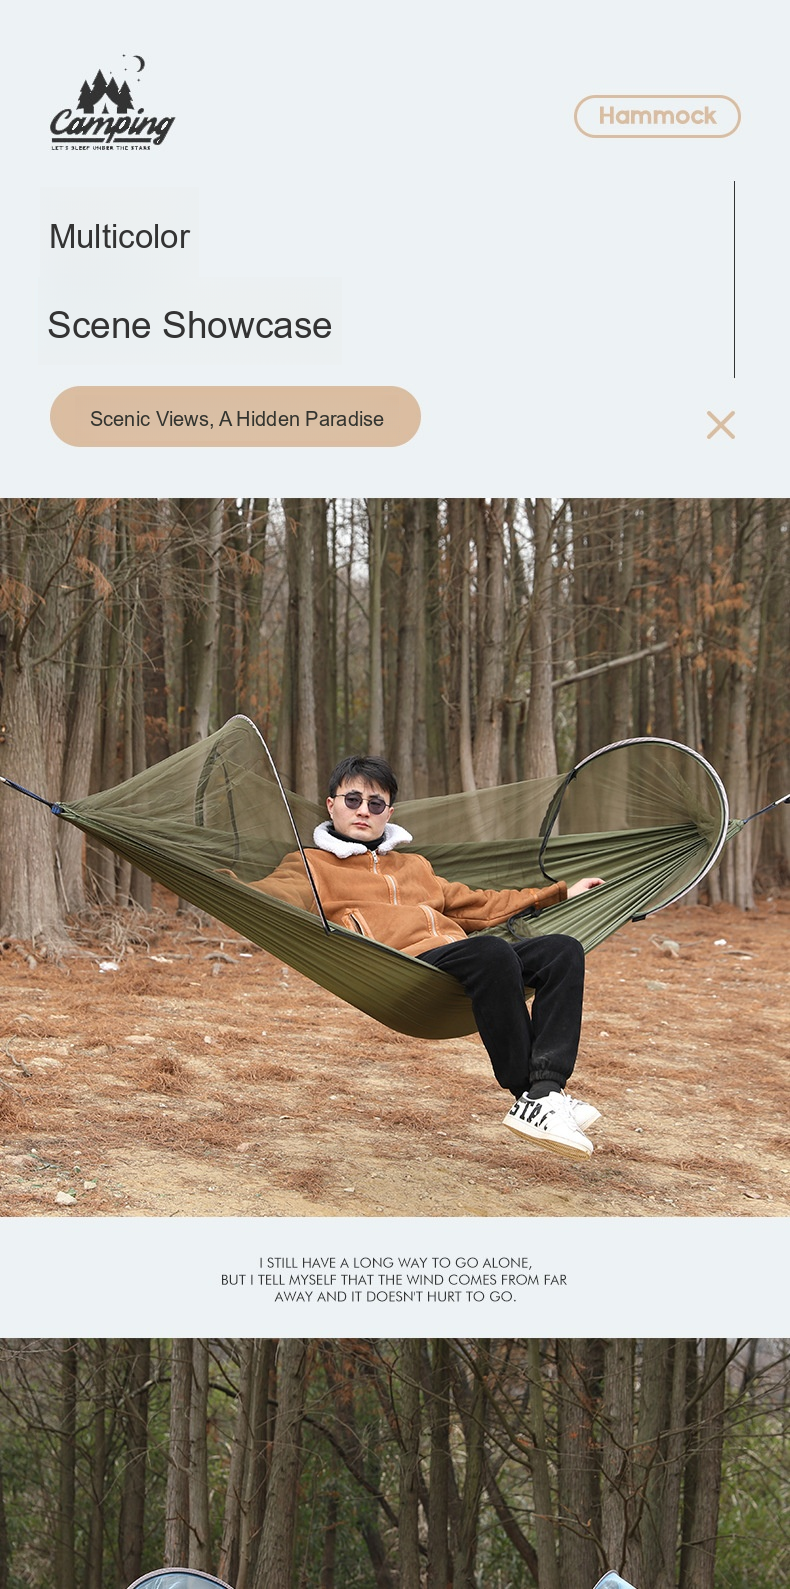 Camping
LET'S SLEEP UNDER THE STARS
Hammock
Multicolor
Scene Showcase
Scenic Views, A Hidden Paradise
I STILL HAVE A LONG WAY TO GO ALONE,
BUT I TELL MYSELF THAT THE WIND COMES FROM FAR
AWAY AND IT DOESN'T HURT TO GO.